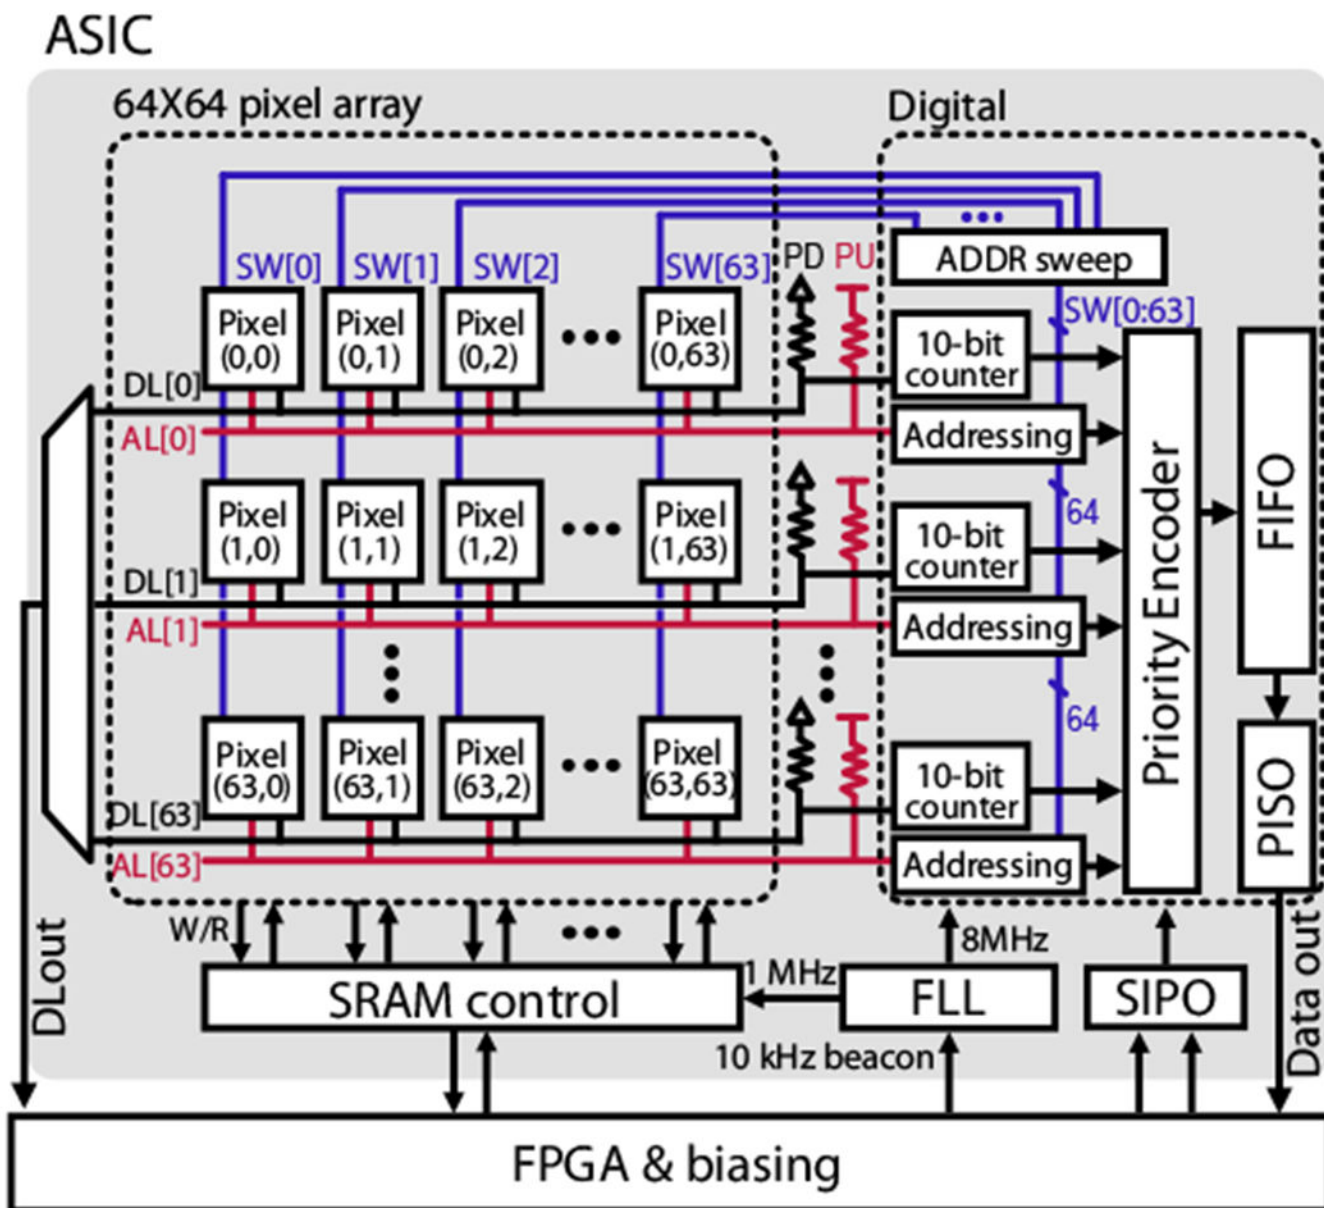 ASIC
64X64 pixel array
Digital
SW[0]
SW[1]
SW[2]
SW[63]
PD
PU
ADDR sweep
SW[0:63]
Pixel
(0,0)
Pixel
(0,1)
Pixel
(0,2)
•••
Pixel
(0,63)
10-bit
counter
DL[0]
AL[0]
Addressing
Pixel
(1,0)
Pixel
(1,1)
Pixel
(1,2)
•••
Pixel
(1,63)
10-bit
counter
64
DL[1]
AL[1]
Addressing
Pixel
(63,0)
Pixel
(63,1)
Pixel
(63,2)
•••
Pixel
(63,63)
10-bit
counter
64
DL[63]
AL[63]
Addressing
Priority Encoder
FIFO
PISO
W/R
•••
8MHz
DLout
SRAM control
1 MHz
FLL
SIPO
Data out
10 kHz beacon
FPGA & biasing